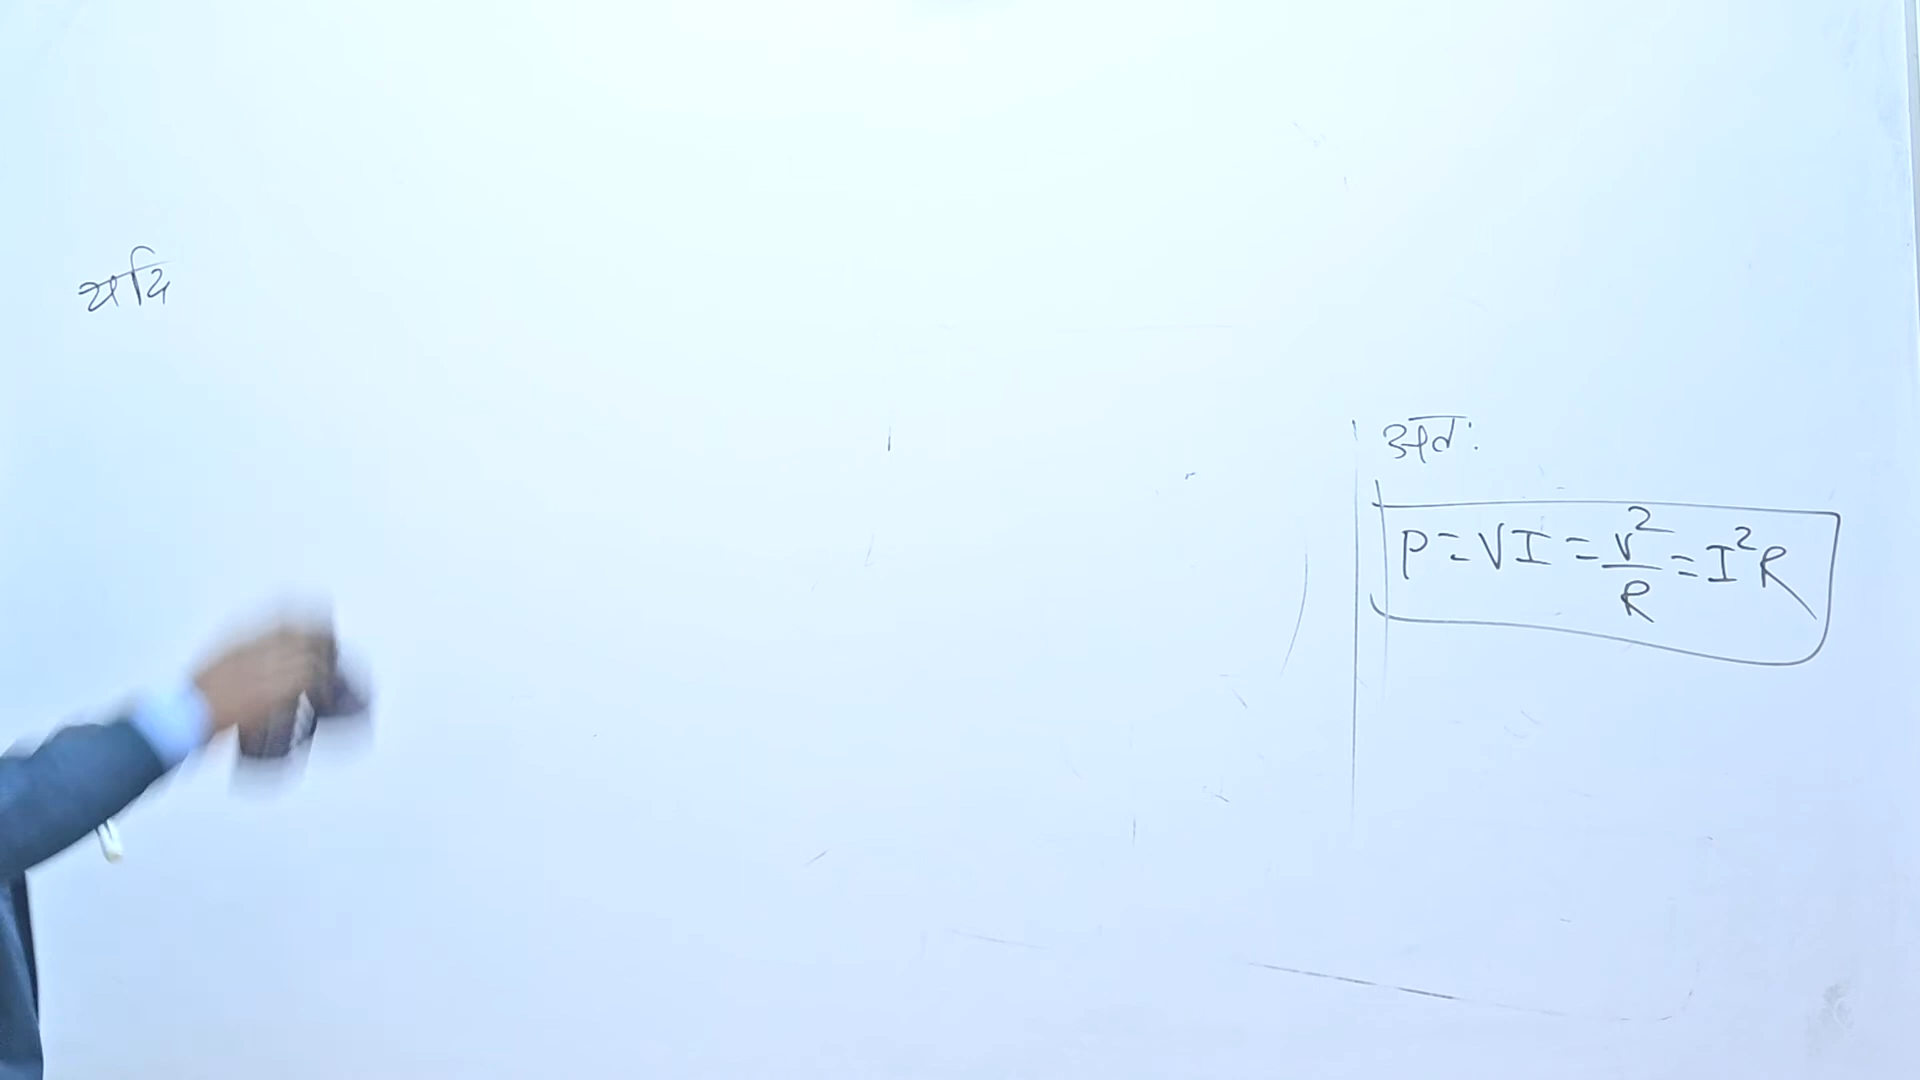 यदि
अतः
P = VI = V²/R = I²R